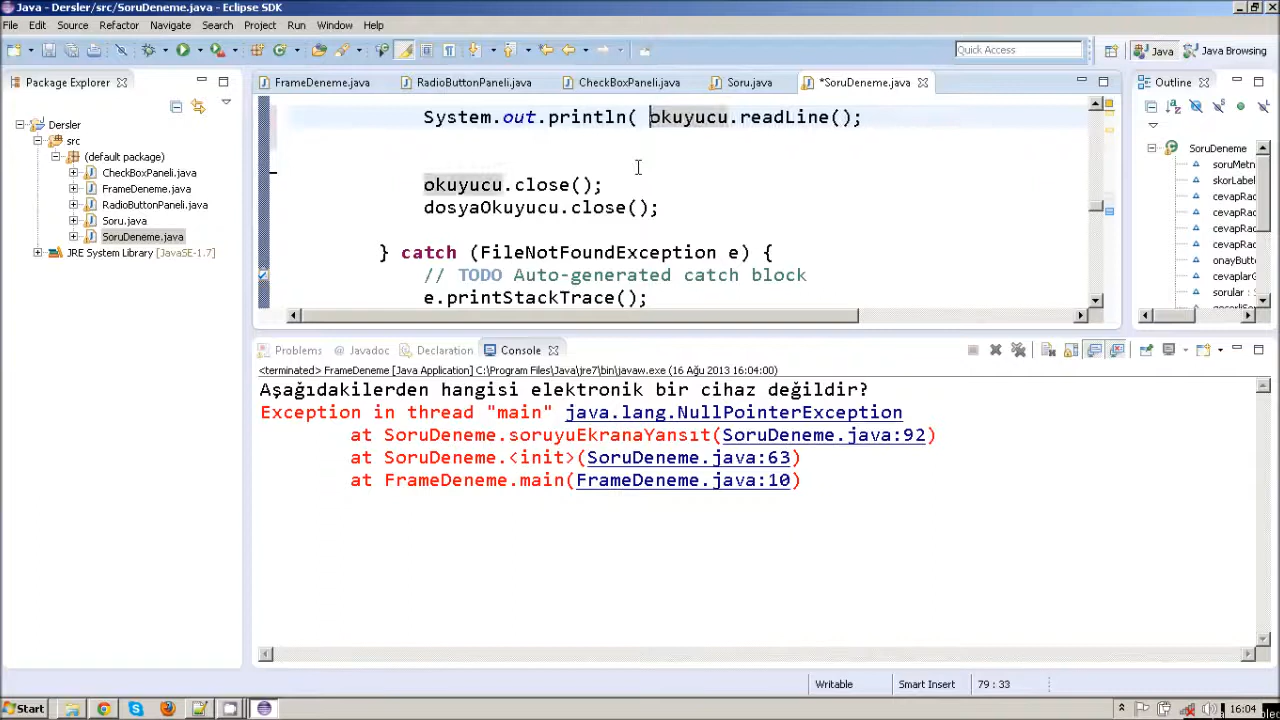 Java - Dersler/src/SoruDeneme.java - Eclipse SDK
File Edit Source Refactor Navigate Search Project Run Window Help
Quick Access
Java
Java Browsing
Package Explorer
Dersler
src
(default package)
CheckBoxPaneli.java
FrameDeneme.java
RadioButtonPaneli.java
Soru.java
SoruDeneme.java
JRE System Library [JavaSE-1.7]
FrameDeneme.java RadioButtonPaneli.java CheckBoxPaneli.java Soru.java *SoruDeneme.java
System.out.println( okuyucu.readLine();
okuyucu.close();
dosyaOkuyucu.close();
} catch (FileNotFoundException e) {
// TODO Auto-generated catch block
e.printStackTrace();
Outline
SoruDeneme
soruMetn
skorLabel
cevapRac
cevapRac
cevapRac
cevapRac
onayButon
cevaplarG
sorular : S
Problems @ Javadoc Declaration Console
<terminated> FrameDeneme [Java Application] C:\Program Files\Java\jre7\bin\javaw.exe (16 Ağu 2013 16:04:00)
Aşağıdakilerden hangisi elektronik bir cihaz değildir?
Exception in thread "main" java.lang.NullPointerException
at SoruDeneme.soruyuEkranaYansıt(SoruDeneme.java:92)
at SoruDeneme.<init>(SoruDeneme.java:63)
at FrameDeneme.main(FrameDeneme.java:10)
Writable Smart Insert 79 : 33
Start
16:04